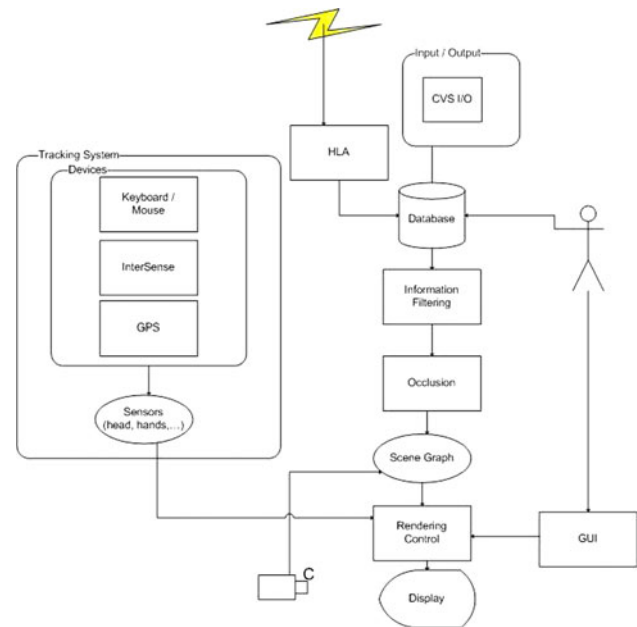 Input / Output
CVS I/O
HLA
Tracking System
Devices
Keyboard /
Mouse
InterSense
GPS
Sensors
(head, hands,...)
Database
Information
Filtering
Occlusion
Scene Graph
Rendering
Control
GUI
C
Display